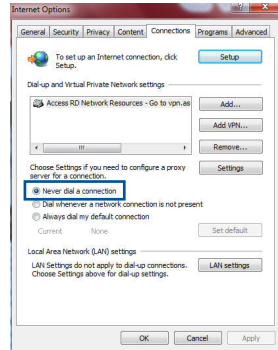 Internet Options
General Security Privacy Content Connections Programs Advanced
To set up an Internet connection, click
Setup.
Setup
Dial-up and Virtual Private Network settings
Access RD Network Resources - Go to vpn.as
Add...
Add VPN...
Remove...
Choose Settings if you need to configure a proxy
server for a connection.
Settings
Never dial a connection
Dial whenever a network connection is not present
Always dial my default connection
Current None
Set default
Local Area Network (LAN) settings
LAN Settings do not apply to dial-up connections.
Choose Settings above for dial-up settings.
LAN settings
OK Cancel Apply